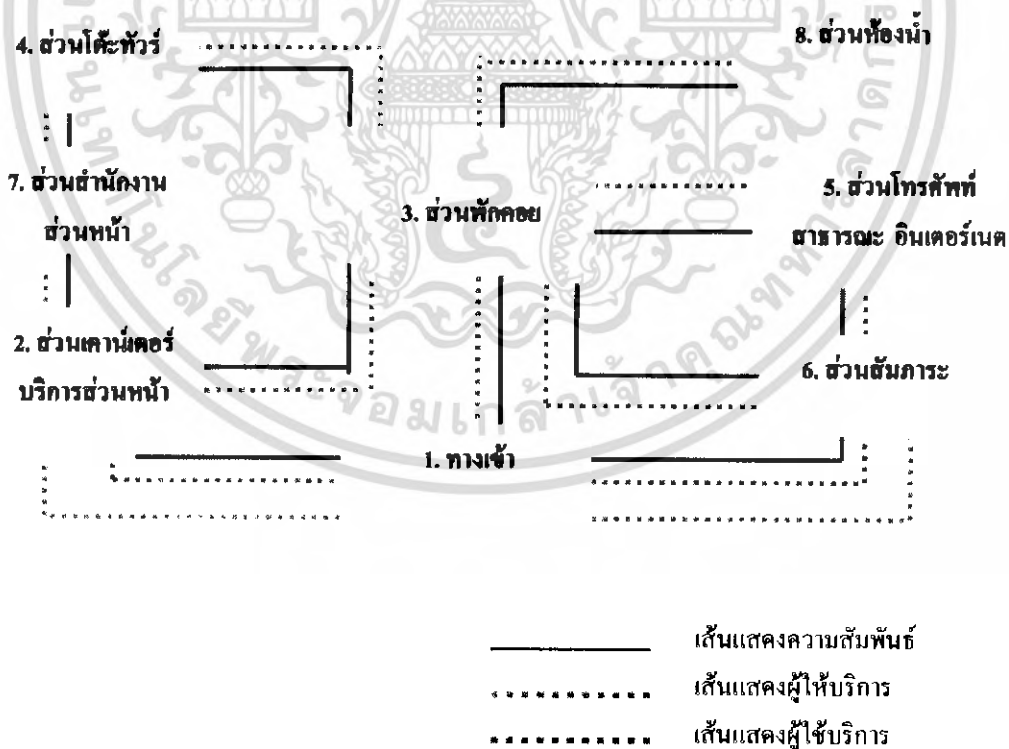 4. ส่วนโต๊ะทัวร์
8. ส่วนห้องน้ำ
7. ส่วนสำนักงาน
ส่วนหน้า
3. ส่วนพักคอย
5. ส่วนโทรศัพท์
สาธารณะ อินเตอร์เนต
2. ส่วนเคาน์เตอร์
บริการส่วนหน้า
6. ส่วนสัมภาระ
1. ทางเข้า
เส้นแสดงความสัมพันธ์
เส้นแสดงผู้ให้บริการ
เส้นแสดงผู้ใช้บริการ